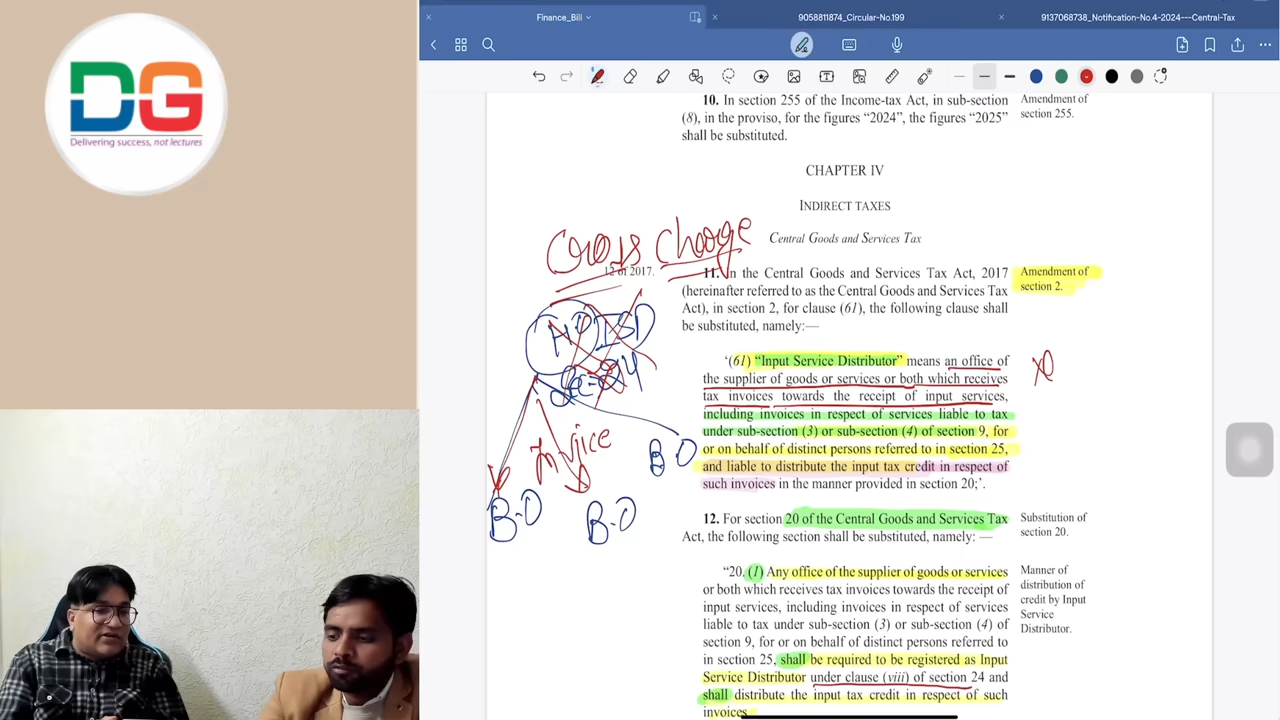 DG
Delivering success, not lectures
Finance_Bill
9058811874_Circular-No.199
9137068738_Notification-No.4-2024---Central-Tax
10. In section 255 of the Income-tax Act, in sub-section
(8), in the proviso, for the figures “2024”, the figures “2025”
shall be substituted.
Amendment of
section 255.
CHAPTER IV
INDIRECT TAXES
Central Goods and Services Tax
Cross Charge
12 of 2017.
11. In the Central Goods and Services Tax Act, 2017
(hereinafter referred to as the Central Goods and Services Tax
Act), in section 2, for clause (61), the following clause shall
be substituted, namely:—
Amendment of
section 2.
ISD
Sec-24
Invoice
B.O
B-O
B.O
‘(61) “Input Service Distributor” means an office of
the supplier of goods or services or both which receives
tax invoices towards the receipt of input services,
including invoices in respect of services liable to tax
under sub-section (3) or sub-section (4) of section 9, for
or on behalf of distinct persons referred to in section 25,
and liable to distribute the input tax credit in respect of
such invoices in the manner provided in section 20;’.
12. For section 20 of the Central Goods and Services Tax
Act, the following section shall be substituted, namely: —
Substitution of
section 20.
“20. (1) Any office of the supplier of goods or services
or both which receives tax invoices towards the receipt of
input services, including invoices in respect of services
liable to tax under sub-section (3) or sub-section (4) of
section 9, for or on behalf of distinct persons referred to
in section 25, shall be required to be registered as Input
Service Distributor under clause (viii) of section 24 and
shall distribute the input tax credit in respect of such
invoices
Manner of
distribution of
credit by Input
Service
Distributor.